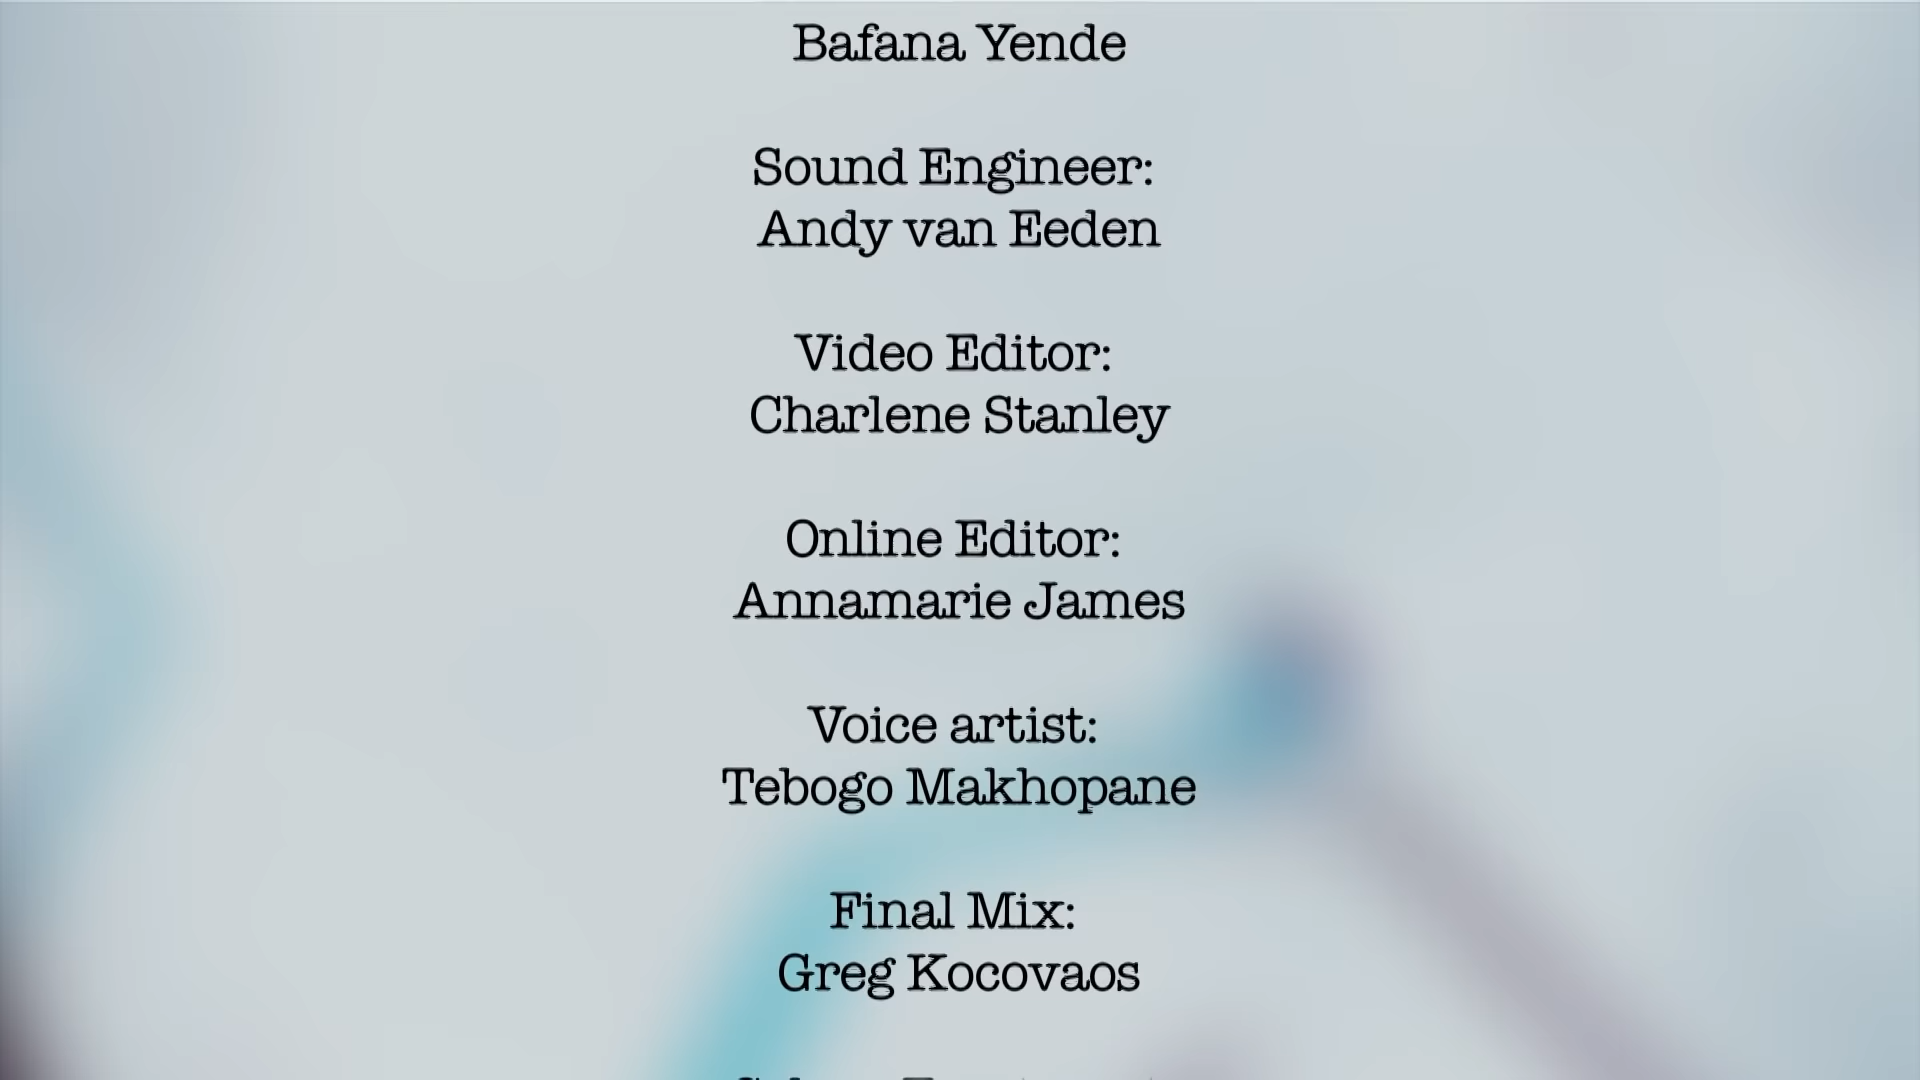 Bafana Yende
Sound Engineer:
Andy van Eeden
Video Editor:
Charlene Stanley
Online Editor:
Annamarie James
Voice artist:
Tebogo Makhopane
Final Mix:
Greg Kocovaos